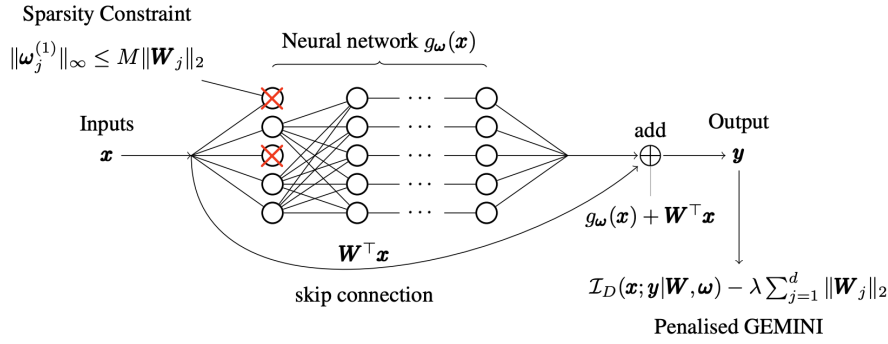 Sparsity Constraint
‖ω_j^{(1)}‖_∞ ≤ M‖W_j‖_2
Neural network g_ω(x)
Inputs
x
··· 
···
···
···
···
add
Output
y
g_ω(x) + W^⊤x
W^⊤x
skip connection
I_D(x; y|W, ω) − λ ∑_{j=1}^{d} ‖W_j‖_2
Penalised GEMINI